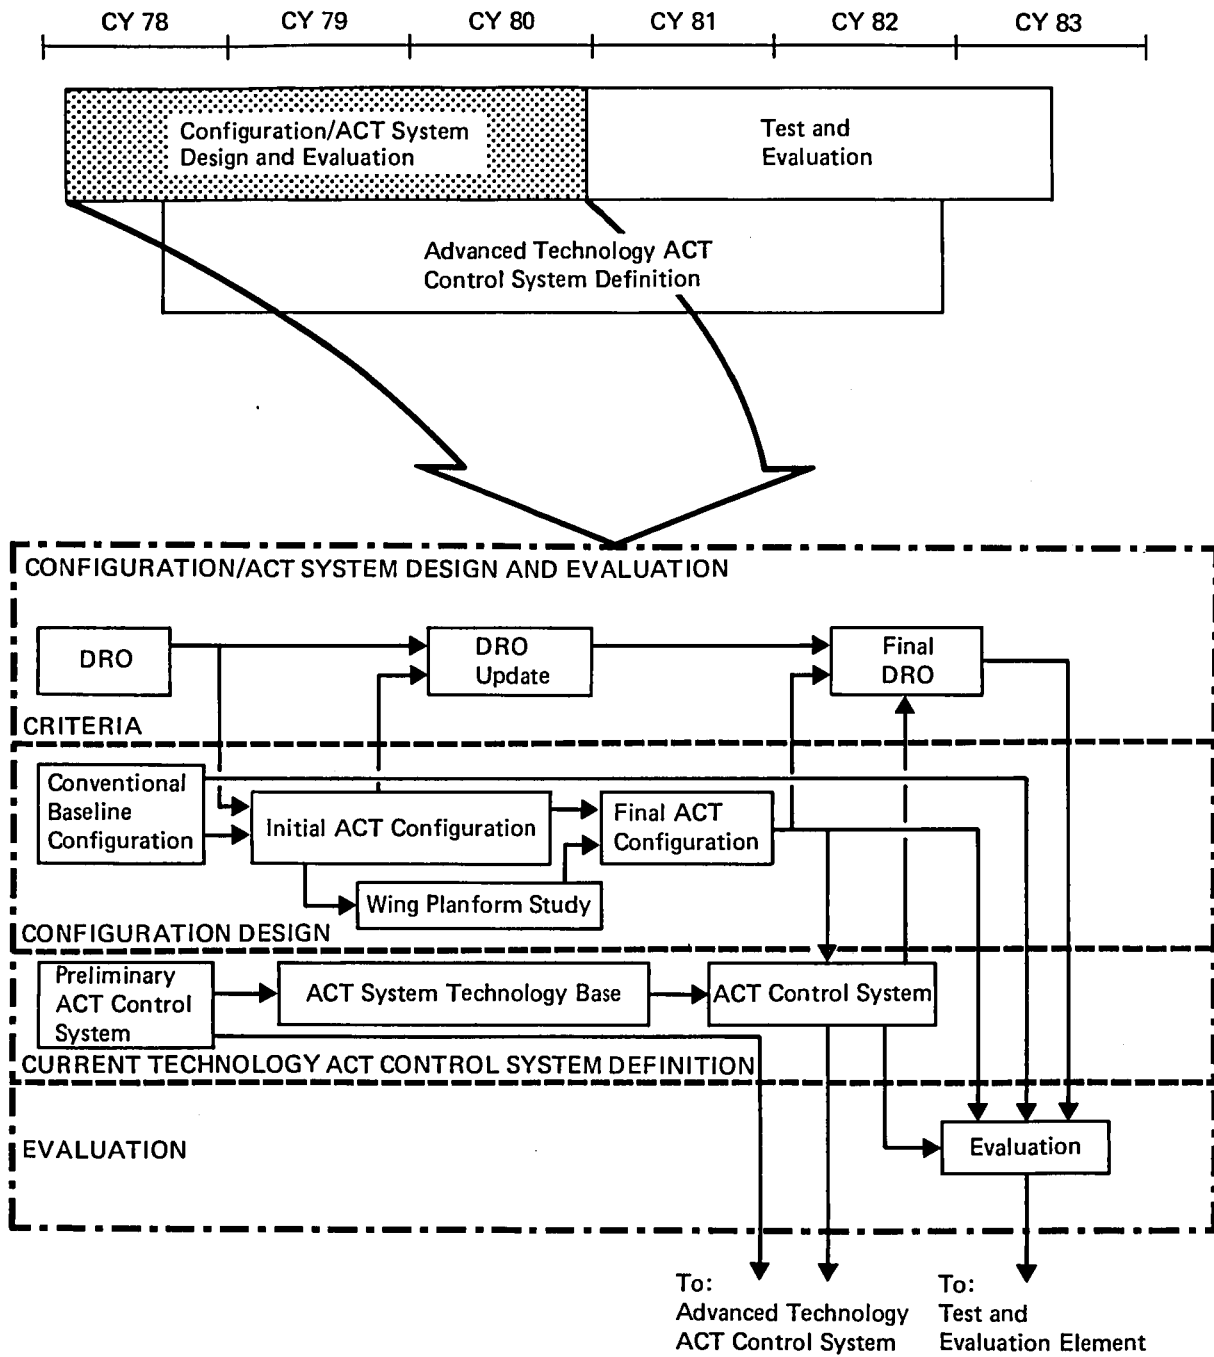 CY 78 CY 79 CY 80 CY 81 CY 82 CY 83
Configuration/ACT System
Design and Evaluation
Test and
Evaluation
Advanced Technology ACT
Control System Definition
CONFIGURATION/ACT SYSTEM DESIGN AND EVALUATION
DRO
DRO
Update
Final
DRO
CRITERIA
Conventional
Baseline
Configuration
Initial ACT Configuration
Final ACT
Configuration
Wing Planform Study
CONFIGURATION DESIGN
Preliminary
ACT Control
System
ACT System Technology Base
ACT Control System
CURRENT TECHNOLOGY ACT CONTROL SYSTEM DEFINITION
EVALUATION
Evaluation
To:
Advanced Technology
ACT Control System
To:
Test and
Evaluation Element